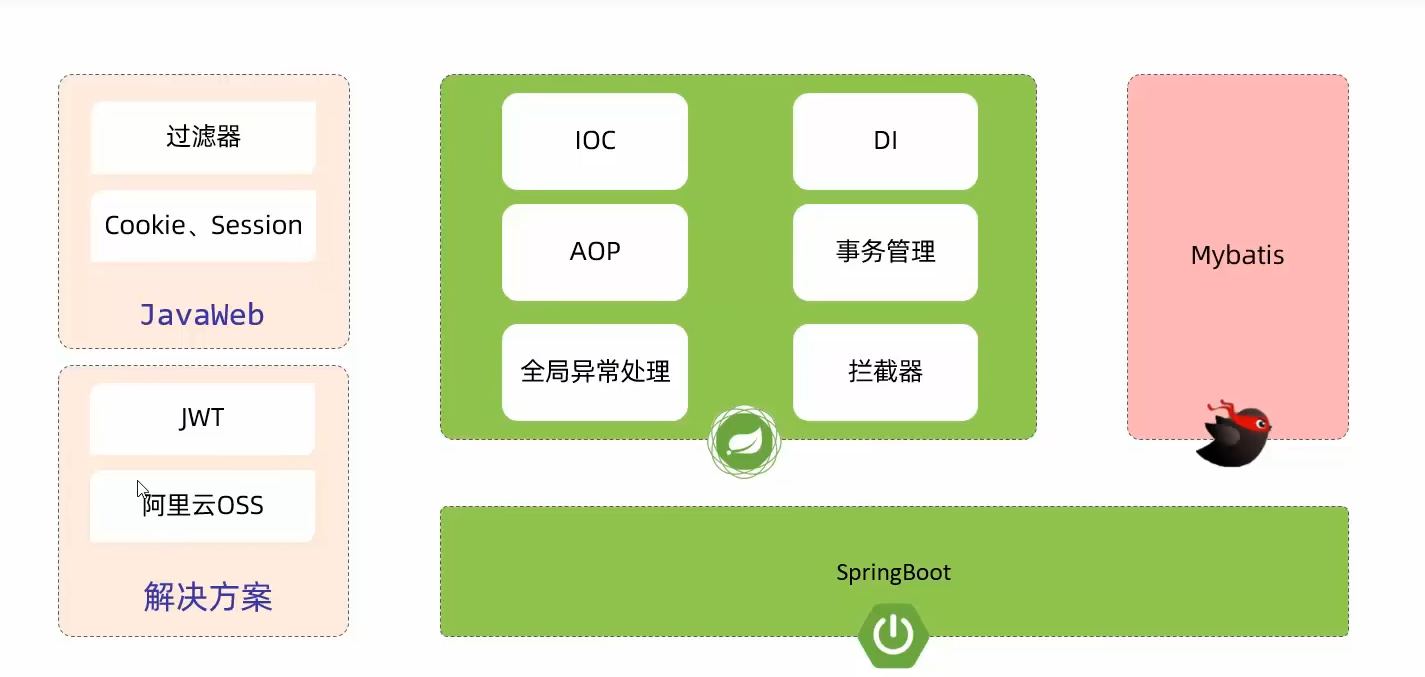 过滤器
Cookie、Session
JavaWeb
JWT
阿里云OSS
解决方案
IOC
DI
AOP
事务管理
全局异常处理
拦截器
Mybatis
SpringBoot